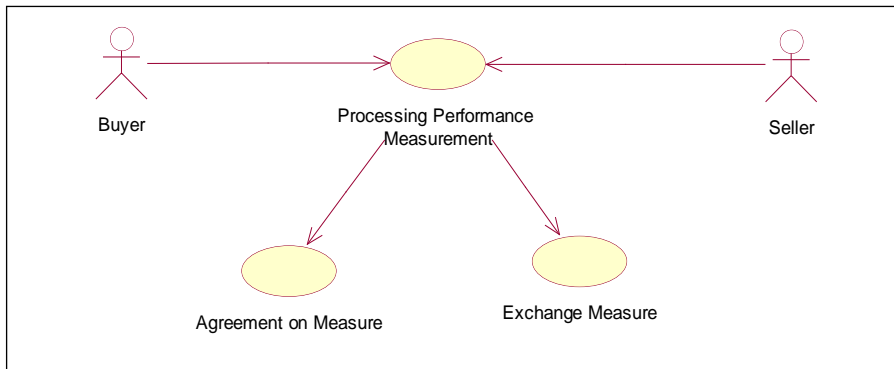 Buyer
Processing Performance
Measurement
Seller
Agreement on Measure
Exchange Measure